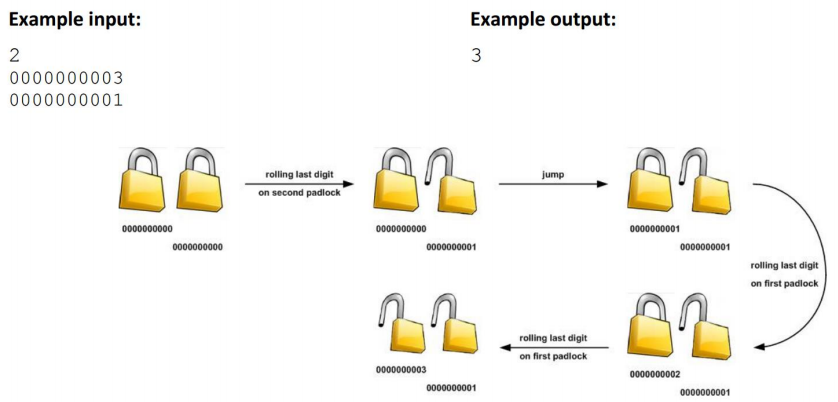 Example input:
Example output:
2
3
0000000003
0000000001
rolling last digit
on second padlock
jump
0000000000
0000000000
0000000000
0000000001
0000000001
0000000001
rolling last digit
on first padlock
rolling last digit
on first padlock
0000000003
0000000001
0000000002
0000000001